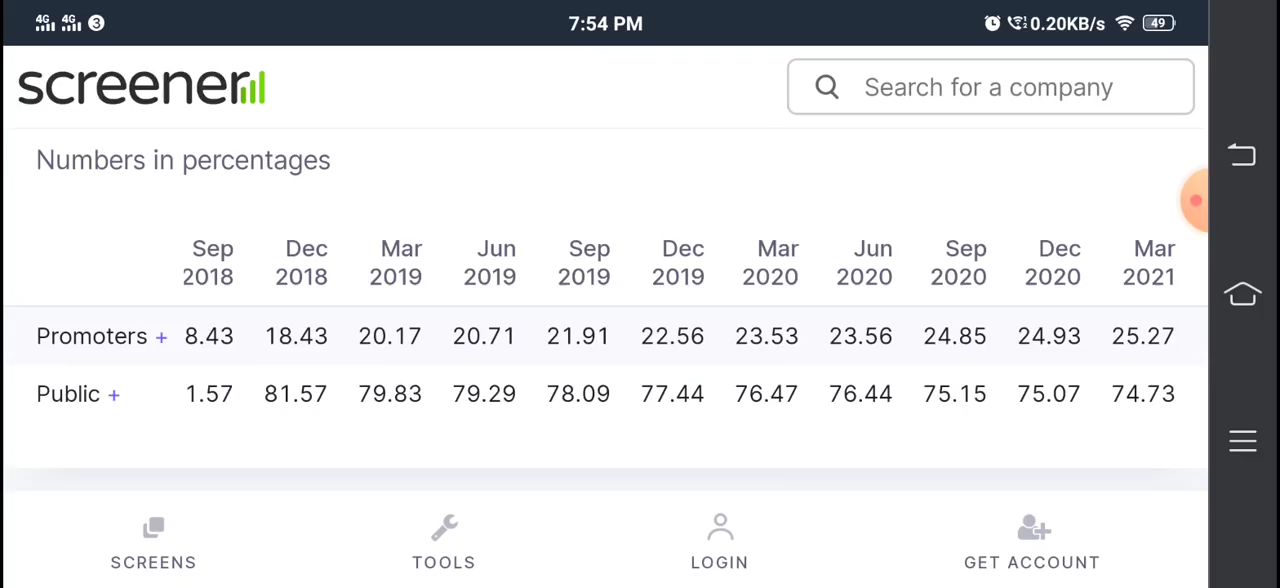 4G 4G 3 7:54 PM 0.20KB/s 49
screener
Search for a company
Numbers in percentages
Sep 2018 Dec 2018 Mar 2019 Jun 2019 Sep 2019 Dec 2019 Mar 2020 Jun 2020 Sep 2020 Dec 2020 Mar 2021
Promoters + 8.43 18.43 20.17 20.71 21.91 22.56 23.53 23.56 24.85 24.93 25.27
Public + 1.57 81.57 79.83 79.29 78.09 77.44 76.47 76.44 75.15 75.07 74.73
SCREENS TOOLS LOGIN GET ACCOUNT